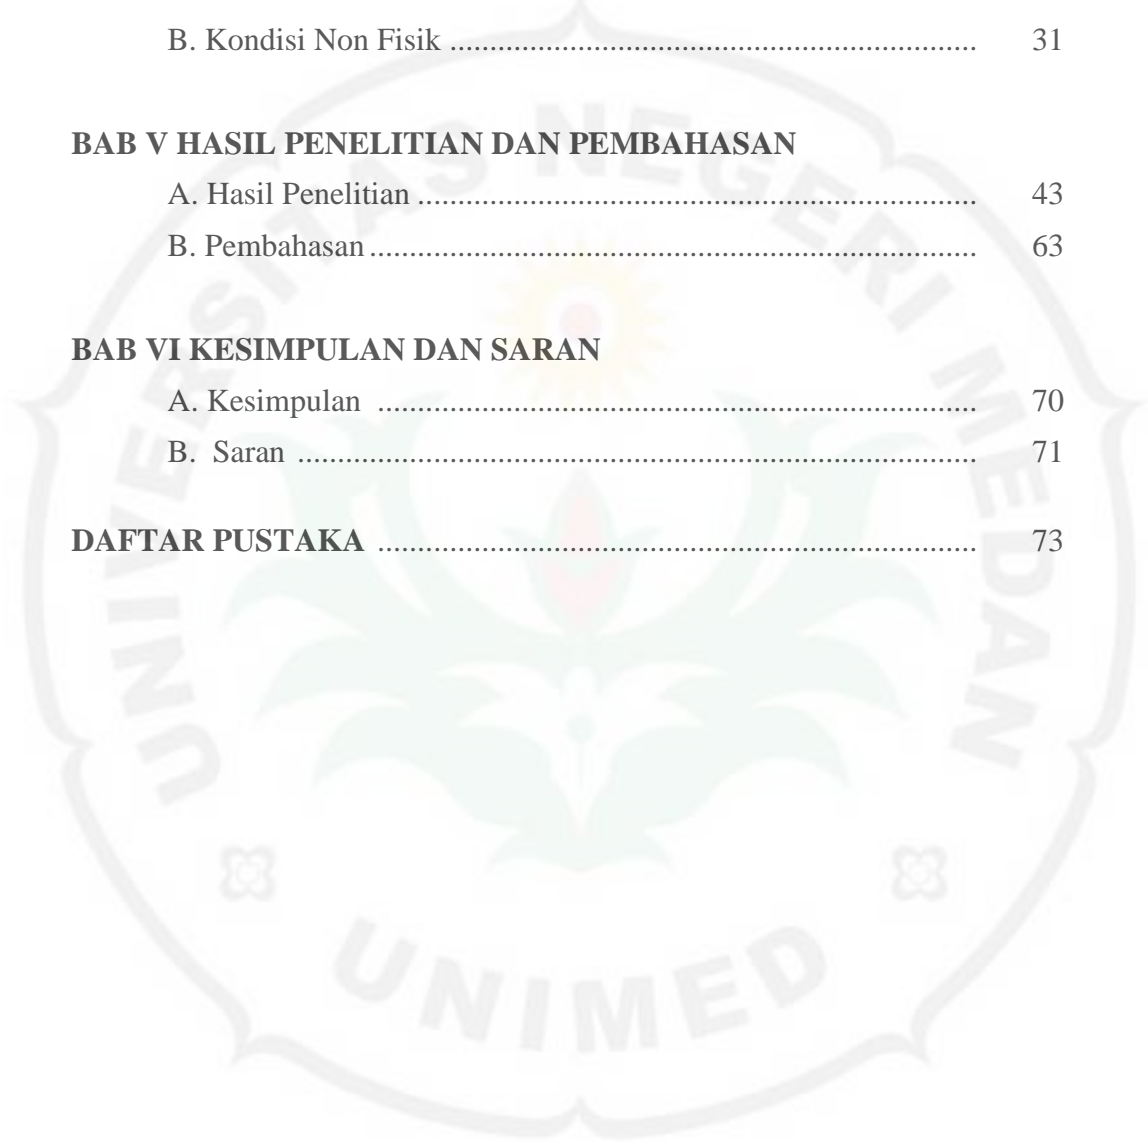 B. Kondisi Non Fisik .................................................................. 31
BAB V HASIL PENELITIAN DAN PEMBAHASAN
A. Hasil Penelitian ...................................................................... 43
B. Pembahasan ............................................................................ 63
BAB VI KESIMPULAN DAN SARAN
A. Kesimpulan ........................................................................... 70
B. Saran ..................................................................................... 71
DAFTAR PUSTAKA ........................................................................... 73
UNIVERSITAS NEGERI MEDAN
UNIMED